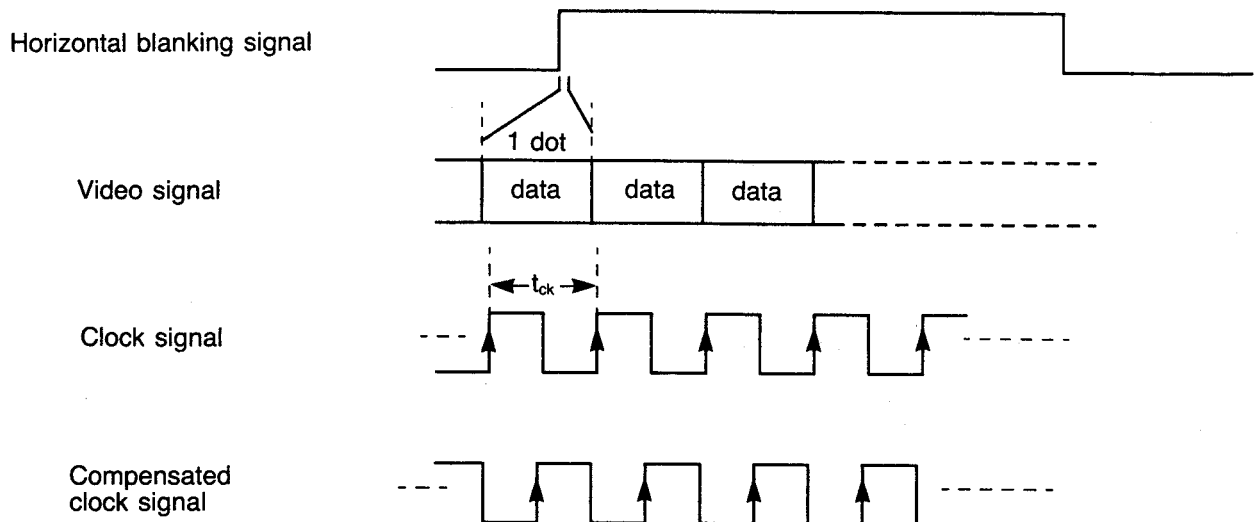 Horizontal blanking signal
1 dot
Video signal
data data data
t_ck
Clock signal
Compensated
clock signal